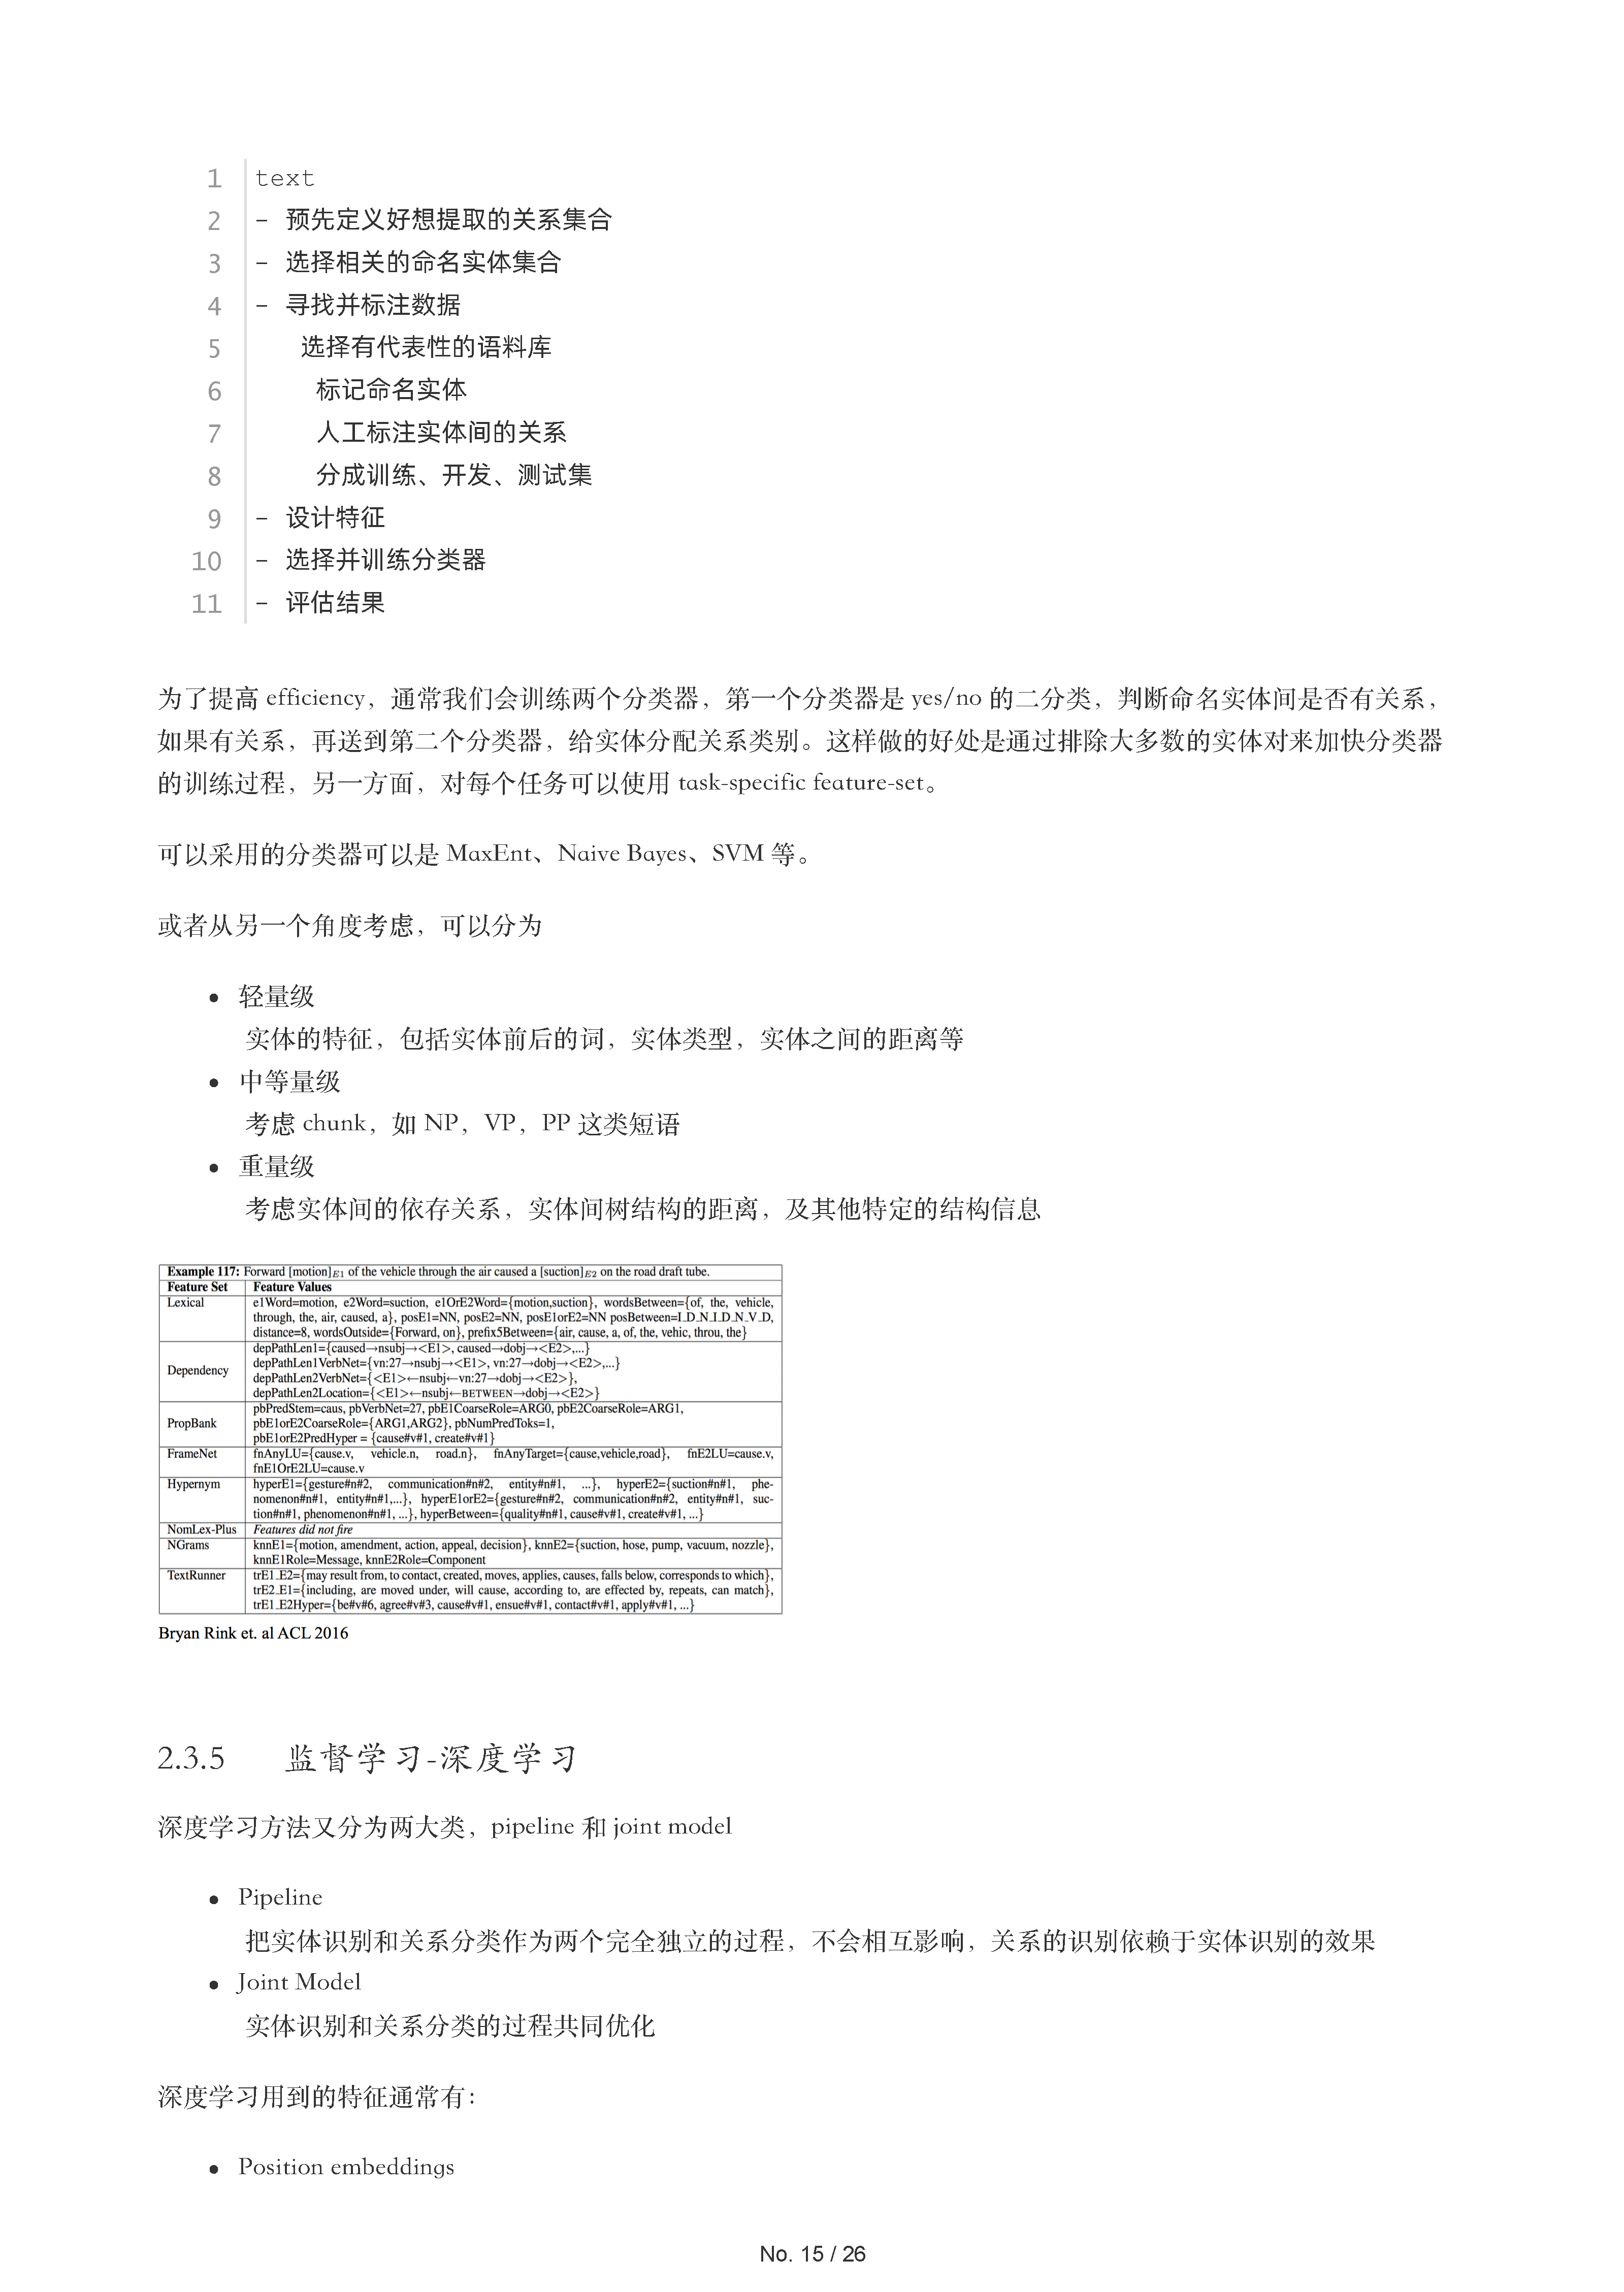 1 text
2 - 预先定义好想提取的关系集合
3 - 选择相关的命名实体集合
4 - 寻找并标注数据
5 选择有代表性的语料库
6 标记命名实体
7 人工标注实体间的关系
8 分成训练、开发、测试集
9 - 设计特征
10 - 选择并训练分类器
11 - 评估结果
为了提高 efficiency，通常我们会训练两个分类器，第一个分类器是 yes/no 的二分类，判断命名实体间是否有关系，
如果有关系，再送到第二个分类器，给实体分配关系类别。这样做的好处是通过排除大多数的实体对来加快分类器
的训练过程，另一方面，对每个任务可以使用 task-specific feature-set。
可以采用的分类器可以是 MaxEnt、Naive Bayes、SVM 等。
或者从另一个角度考虑，可以分为
• 轻量级
实体的特征，包括实体前后的词，实体类型，实体之间的距离等
• 中等量级
考虑 chunk，如 NP，VP，PP 这类短语
• 重量级
考虑实体间的依存关系，实体间树结构的距离，及其他特定的结构信息
Example 117: Forward [motion]E1 of the vehicle through the air caused a [suction]E2 on the road draft tube.
Feature Set Feature Values
Lexical e1Word=motion, e2Word=suction, e1OrE2Word={motion,suction}, wordsBetween={of, the, vehicle,
through, the, air, caused, a}, posE1=NN, posE2=NN, posE1orE2=NN posBetween=I_D_N_I_D_N_V_D,
distance=8, wordsOutside={Forward, on}, prefix5Between={air, cause, a, of, the, vehic, throu, the}
Dependency depPathLen1={caused→nsubj→<E1>, caused→dobj→<E2>,...}
depPathLen1VerbNet={vn:27→nsubj→<E1>, vn:27→dobj→<E2>,...}
depPathLen2VerbNet={<E1>←nsubj←vn:27→dobj→<E2>},
depPathLen2Location={<E1>←nsubj←BETWEEN→dobj→<E2>}
PropBank pbPredStem=caus, pbVerbNet=27, pbE1CoarseRole=ARG0, pbE2CoarseRole=ARG1,
pbE1orE2CoarseRole={ARG1,ARG2}, pbNumPredToks=1,
pbE1orE2PredHyper = {cause#v#1, create#v#1}
FrameNet fnAnyLU={cause.v, vehicle.n, road.n}, fnAnyTarget={cause,vehicle,road}, fnE2LU=cause.v,
fnE1OrE2LU=cause.v
Hypernym hyperE1={gesture#n#2, communication#n#2, entity#n#1, ...}, hyperE2={suction#n#1, phe-
nomenon#n#1, entity#n#1,...}, hyperE1orE2={gesture#n#2, communication#n#2, entity#n#1, suc-
tion#n#1, phenomenon#n#1, ...}, hyperBetween={quality#n#1, cause#v#1, create#v#1, ...}
NomLex-Plus Features did not fire
NGrams knnE1={motion, amendment, action, appeal, decision}, knnE2={suction, hose, pump, vacuum, nozzle},
knnE1Role=Message, knnE2Role=Component
TextRunner trE1_E2={may result from, to contact, created, moves, applies, causes, falls below, corresponds to which},
trE2_E1={including, are moved under, will cause, according to, are effected by, repeats, can match},
trE1_E2Hyper={be#v#6, agree#v#3, cause#v#1, ensue#v#1, contact#v#1, apply#v#1, ...}
Bryan Rink et. al ACL 2016
2.3.5 监督学习-深度学习
深度学习方法又分为两大类，pipeline 和 joint model
• Pipeline
把实体识别和关系分类作为两个完全独立的过程，不会相互影响，关系的识别依赖于实体识别的效果
• Joint Model
实体识别和关系分类的过程共同优化
深度学习用到的特征通常有：
• Position embeddings
No. 15 / 26